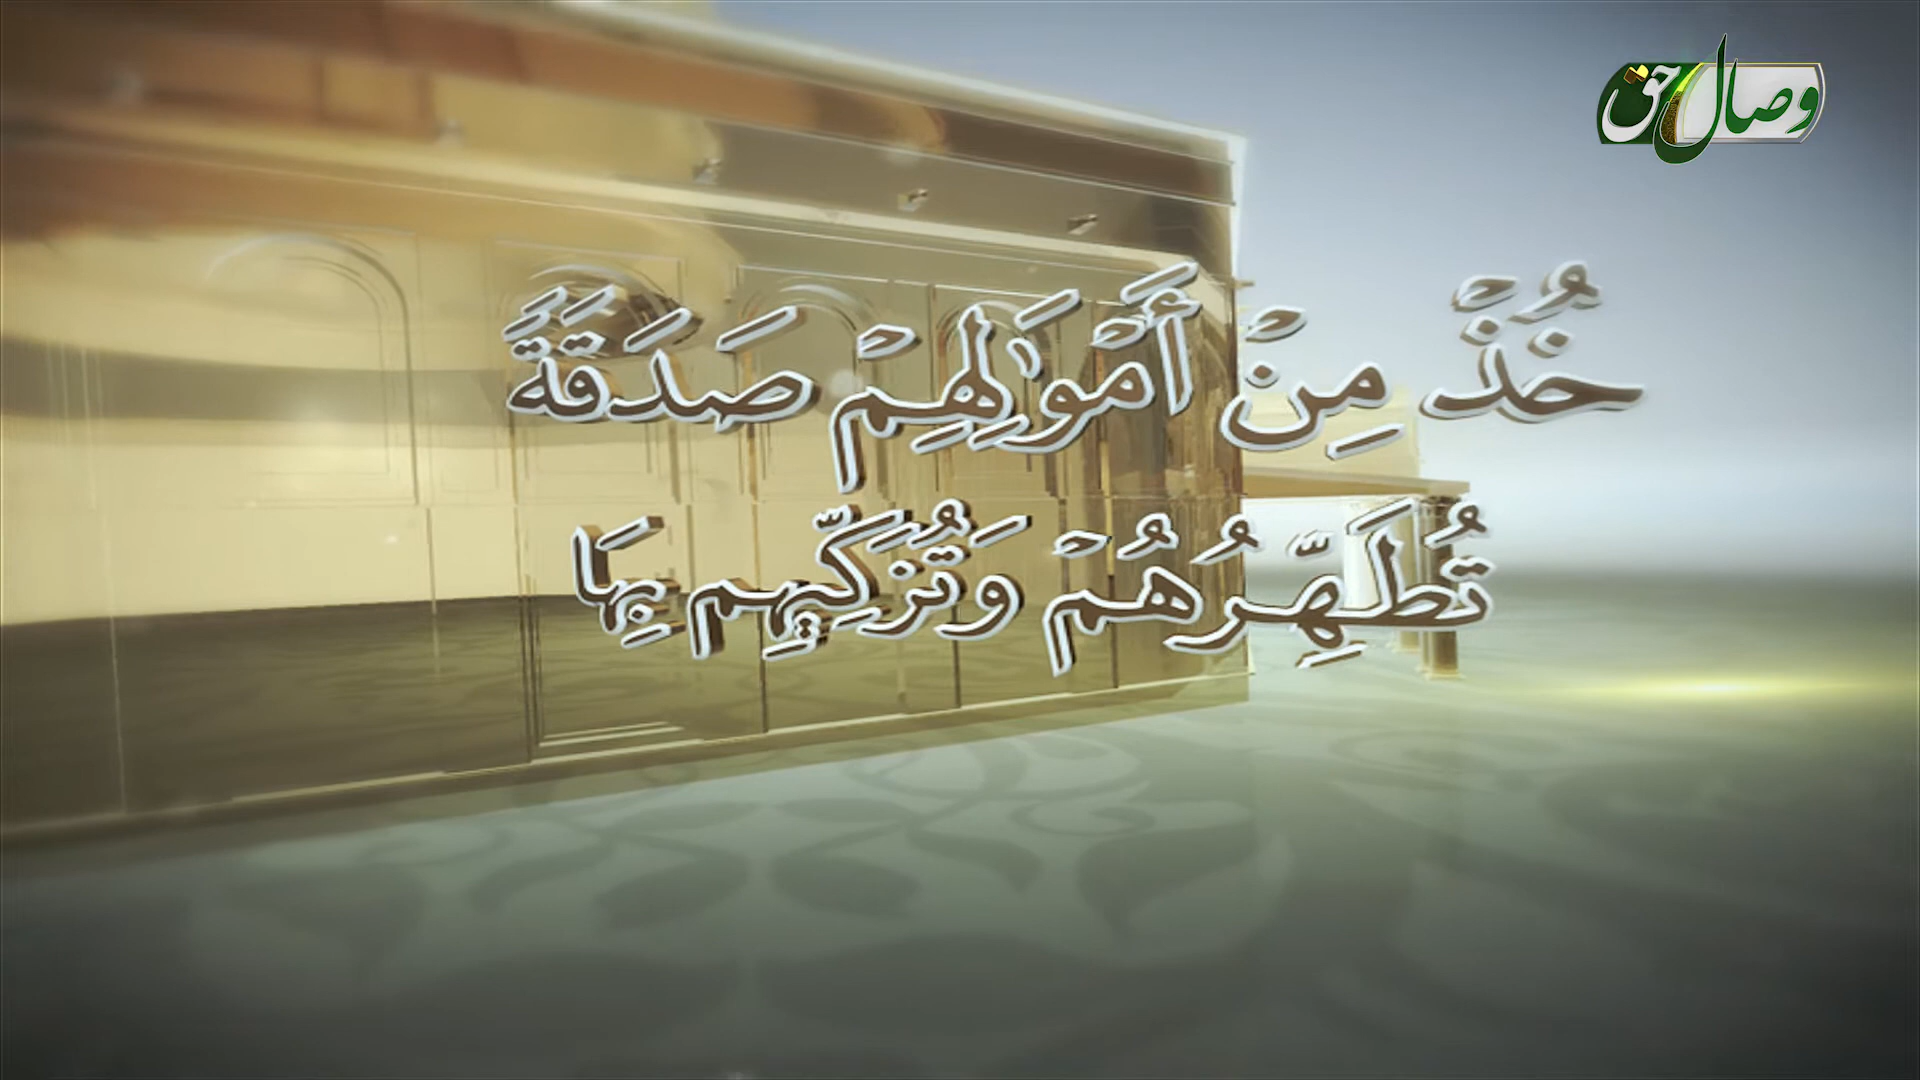 وصال حق
خُذْ مِنْ أَمْوَٰلِهِمْ صَدَقَةً
تُطَهِّرُهُمْ وَتُزَكِّيهِم بِهَا